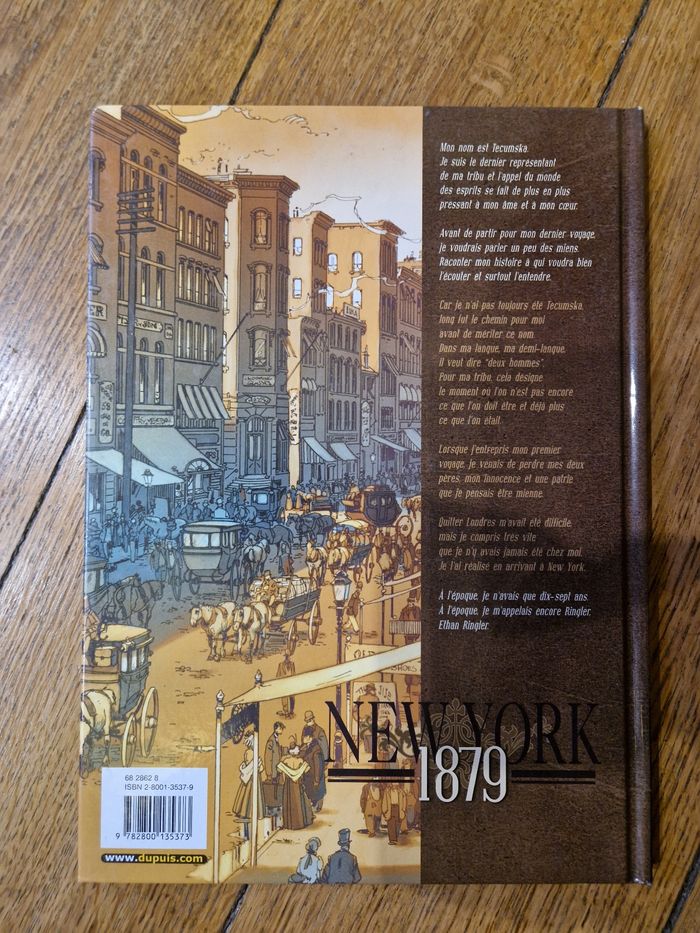 Mon nom est Tecumska.
Je suis le dernier représentant
de ma tribu et l'appel du monde
des esprits se fait de plus en plus
pressant à mon âme et à mon cœur.
Avant de partir pour mon dernier voyage,
je voudrais parler un peu des miens.
Raconter mon histoire à qui voudra bien
l'écouter et surtout l'entendre.
Car je n'ai pas toujours été Tecumska,
long fut le chemin pour moi
avant de mériter ce nom.
Dans ma langue, ma demi-langue,
il veut dire "deux hommes".
Pour ma tribu, cela désigne
le moment où l'on n'est pas encore
ce que l'on doit être et déjà plus
ce que l'on était.
Lorsque j'entrepris mon premier
voyage, je venais de perdre mes deux
pères, mon innocence et une patrie
que je pensais être mienne.
Quitter Londres m'avait été difficile,
mais je compris très vite
que je n'y avais jamais été chez moi.
Je l'ai réalisé en arrivant à New York.
À l'époque, je n'avais que dix-sept ans.
À l'époque, je m'appelais encore Ringler.
Ethan Ringler.
OLD SHOES
NEW YORK
1879
68 2862 8
ISBN 2-8001-3537-9
9 782800 135373
www.dupuis.com